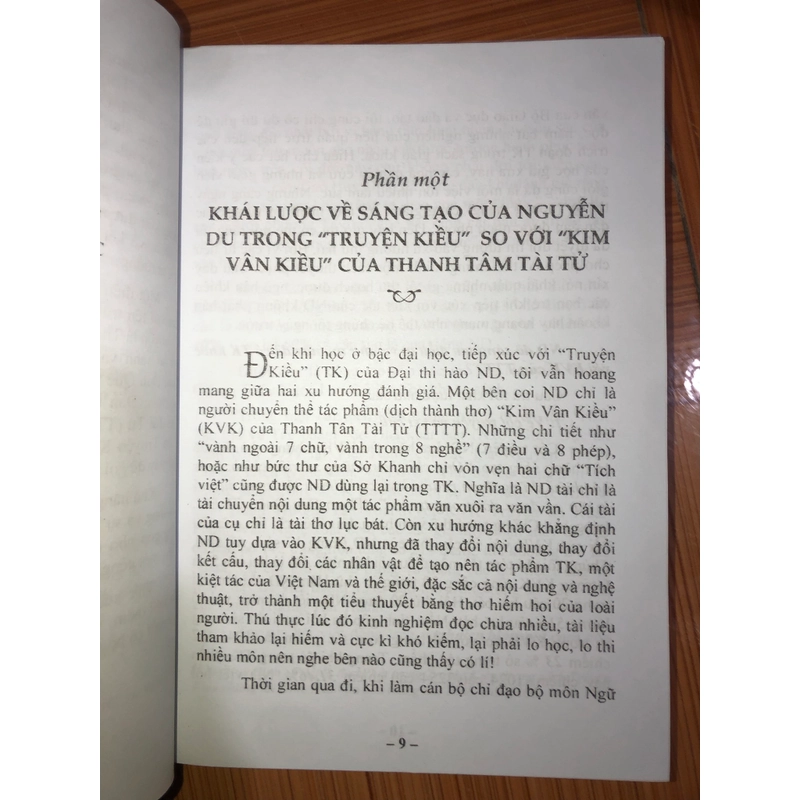 Phần một
KHÁI LƯỢC VỀ SÁNG TẠO CỦA NGUYỄN
DU TRONG “TRUYỆN KIỀU” SO VỚI “KIM
VÂN KIỀU” CỦA THANH TÂM TÀI TỬ
Đến khi học ở bậc đại học, tiếp xúc với “Truyện
Kiều” (TK) của Đại thi hào ND, tôi vẫn hoang
mang giữa hai xu hướng đánh giá. Một bên coi ND chỉ là
người chuyển thể tác phẩm (dịch thành thơ) “Kim Vân Kiều”
(KVK) của Thanh Tân Tài Tử (TTTT). Những chi tiết như
“vành ngoài 7 chữ, vành trong 8 nghề” (7 điều và 8 phép),
hoặc như bức thư của Sở Khanh chỉ vỏn vẹn hai chữ “Tích
việt” cũng được ND dùng lại trong TK. Nghĩa là ND tài chỉ là
tài chuyển nội dung một tác phẩm văn xuôi ra văn vần. Cái tài
của cụ chỉ là tài thơ lục bát. Còn xu hướng khác khẳng định
ND tuy dựa vào KVK, nhưng đã thay đổi nội dung, thay đổi
kết cấu, thay đổi các nhân vật để tạo nên tác phẩm TK, một
kiệt tác của Việt Nam và thế giới, đặc sắc cả nội dung và nghệ
thuật, trở thành một tiểu thuyết bằng thơ hiếm hoi của loài
người. Thú thực lúc đó kinh nghiệm đọc chưa nhiều, tài liệu
tham khảo lại hiếm và cực kì khó kiếm, lại phải lo học, lo thi
nhiều môn nên nghe bên nào cũng thấy có lí!
Thời gian qua đi, khi làm cán bộ chỉ đạo bộ môn Ngữ
– 9 –